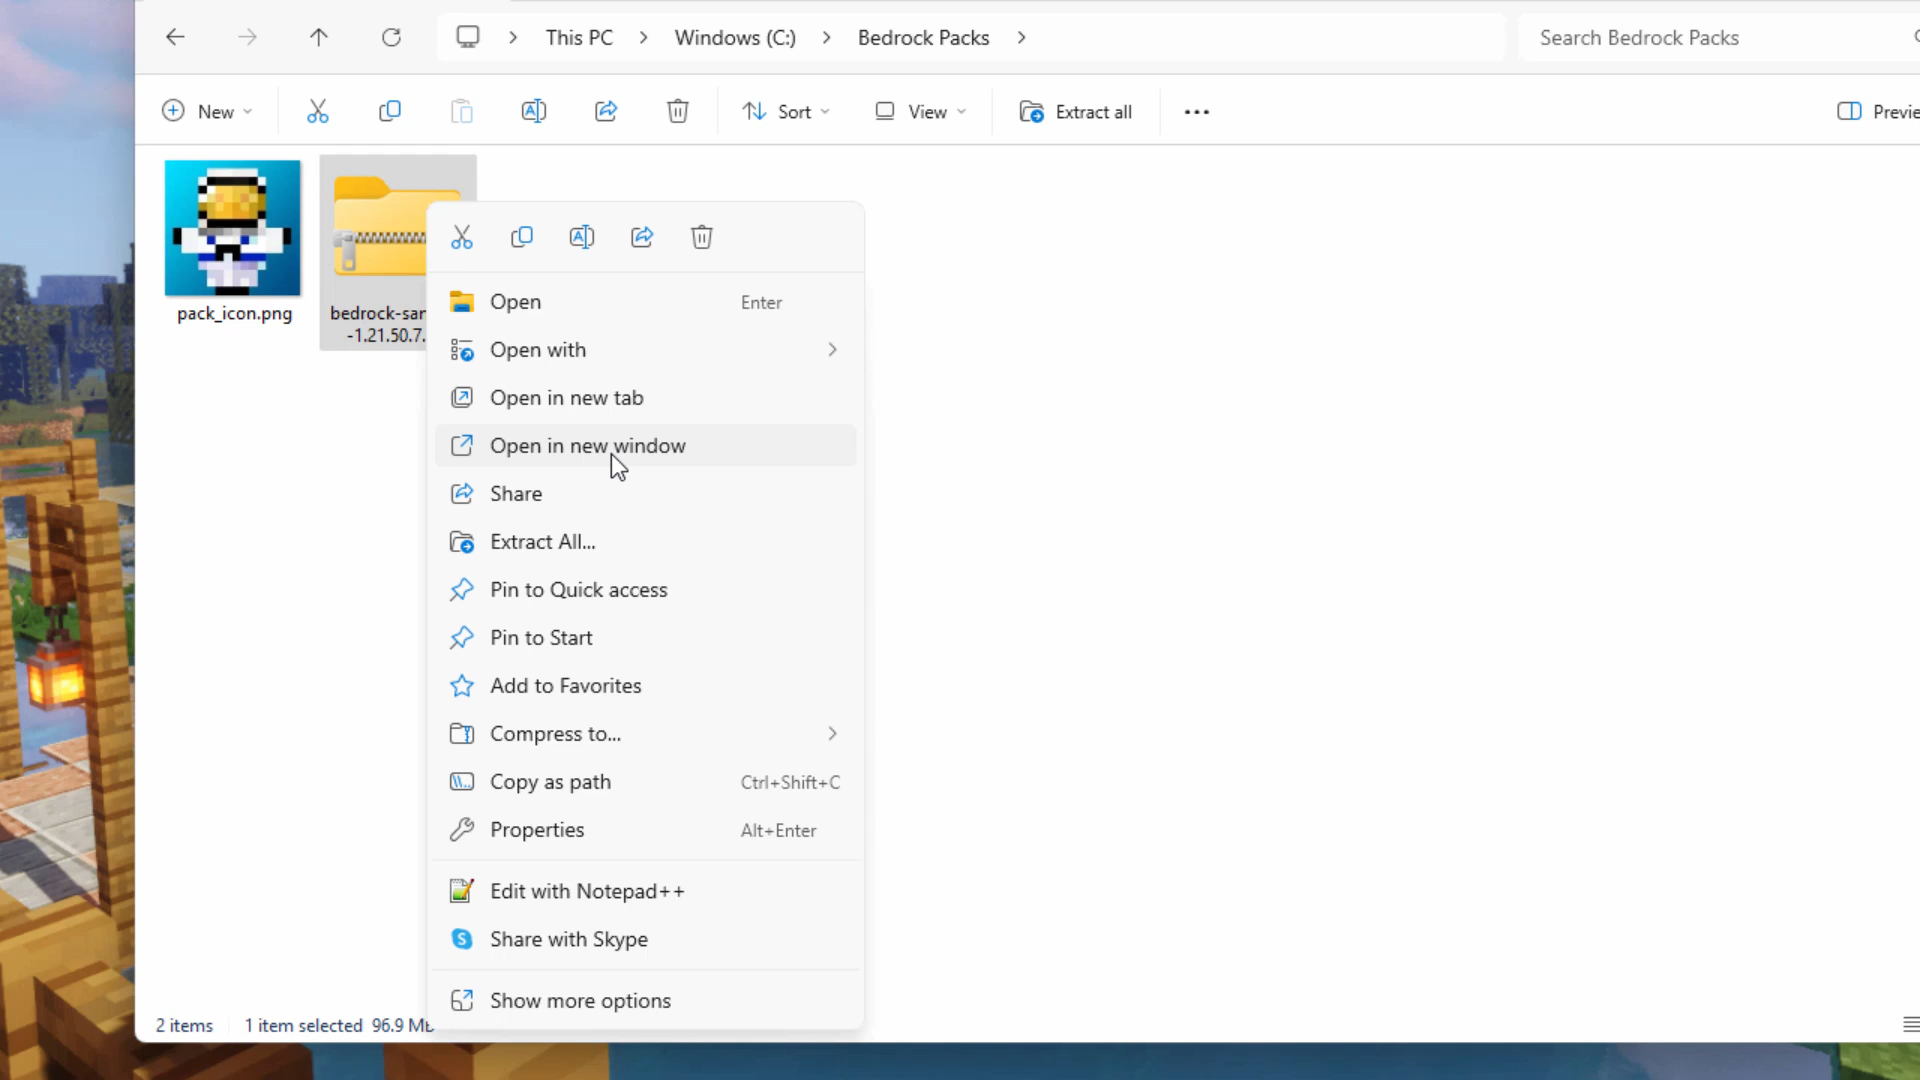 This PC
Windows (C:)
Bedrock Packs
Search Bedrock Packs
New
Sort
View
Extract all
pack_icon.png
-1.21.50.7.
Open Enter
Open with
Open in new tab
Open in new window
Share
Extract All...
Pin to Quick access
Pin to Start
Add to Favorites
Compress to...
Copy as path Ctrl+Shift+C
Properties Alt+Enter
Edit with Notepad++
Share with Skype
Show more options
2 items 1 item selected 96.9